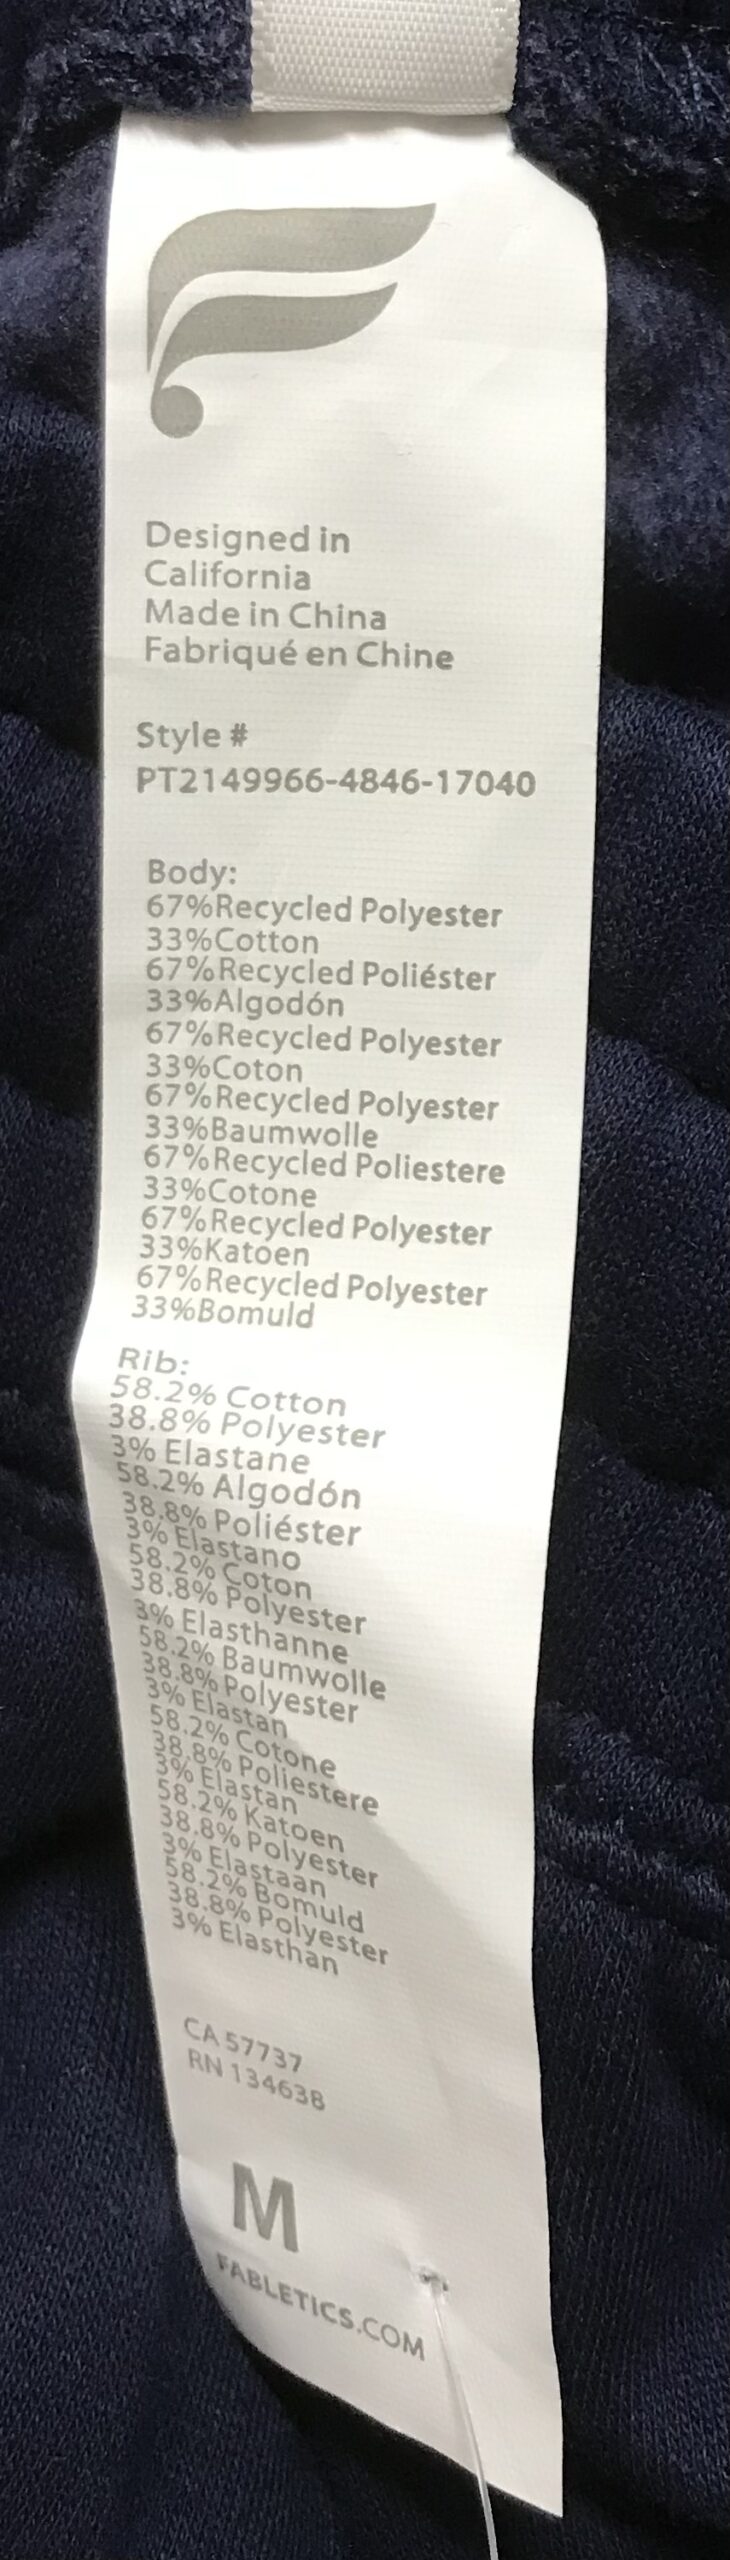 Designed in
California
Made in China
Fabriqué en Chine
Style #
PT2149966-4846-17040
Body:
67%Recycled Polyester
33%Cotton
67%Recycled Poliéster
33%Algodón
67%Recycled Polyester
33%Coton
67%Recycled Polyester
33%Baumwolle
67%Recycled Poliestere
33%Cotone
67%Recycled Polyester
33%Katoen
67%Recycled Polyester
33%Bomuld
Rib:
58.2% Cotton
38.8% Polyester
3% Elastane
58.2% Algodón
38.8% Poliéster
3% Elastano
58.2% Coton
38.8% Polyester
3% Elasthanne
58.2% Baumwolle
38.8% Polyester
3% Elastan
58.2% Cotone
38.8% Poliestere
3% Elastan
58.2% Katoen
38.8% Polyester
3% Elastaan
58.2% Bomuld
38.8% Polyester
3% Elasthan
CA 57737
RN 134638
M
FABLETICS.COM